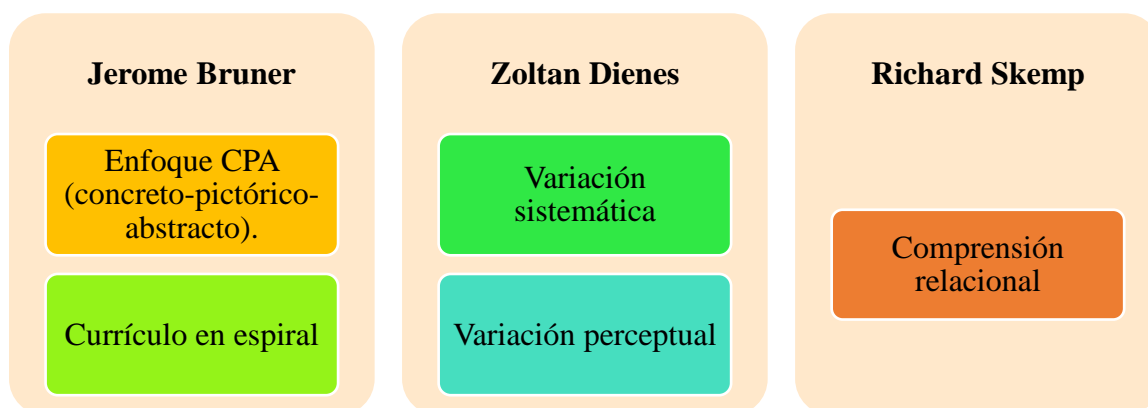 Jerome Bruner
Enfoque CPA
(concreto-pictórico-
abstracto).
Currículo en espiral
Zoltan Dienes
Variación
sistemática
Variación perceptual
Richard Skemp
Comprensión
relacional